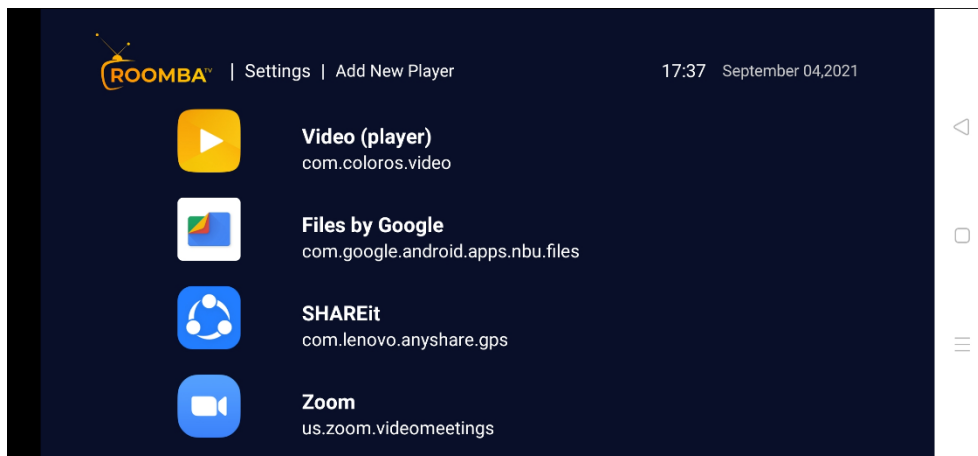 ROOMBA TV | Settings | Add New Player 17:37 September 04,2021
Video (player)
com.coloros.video
Files by Google
com.google.android.apps.nbu.files
SHAREit
com.lenovo.anyshare.gps
Zoom
us.zoom.videomeetings